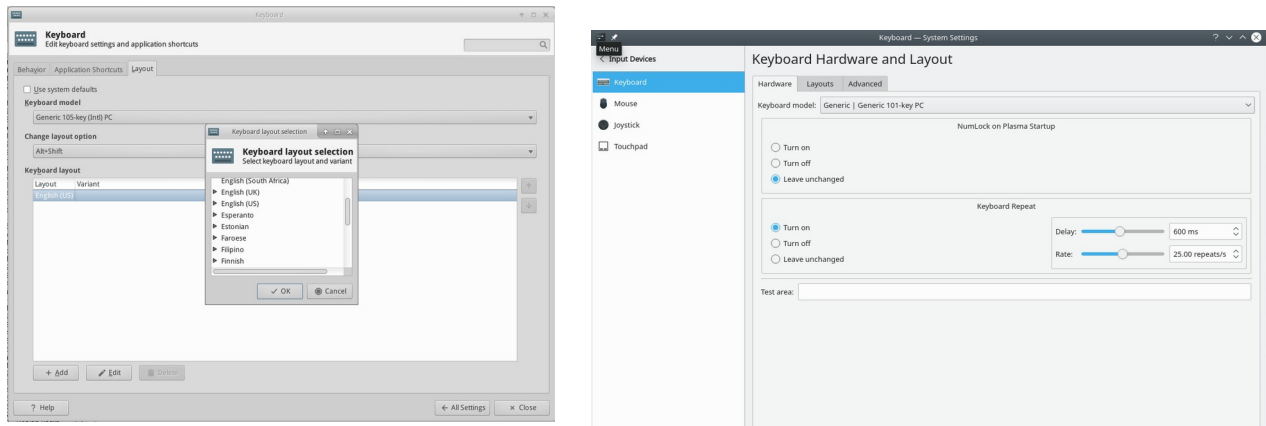 Keyboard
Keyboard
Edit keyboard settings and application shortcuts
Behavior Application Shortcuts Layout
Use system defaults
Keyboard model
Generic 105-key (Intl) PC
Change layout option
Alt+Shift
Keyboard layout
Layout Variant
English (US)
Keyboard layout selection
Keyboard layout selection
Select keyboard layout and variant
English (South Africa)
English (UK)
English (US)
Esperanto
Estonian
Faroese
Filipino
Finnish
OK Cancel
+ Add Edit Delete
? Help
All Settings × Close
Keyboard — System Settings
Menu
< Input Devices
Keyboard
Mouse
Joystick
Touchpad
Keyboard Hardware and Layout
Hardware Layouts Advanced
Keyboard model: Generic | Generic 101-key PC
NumLock on Plasma Startup
Turn on
Turn off
Leave unchanged
Keyboard Repeat
Turn on
Turn off
Leave unchanged
Delay: 600 ms
Rate: 25.00 repeats/s
Test area: